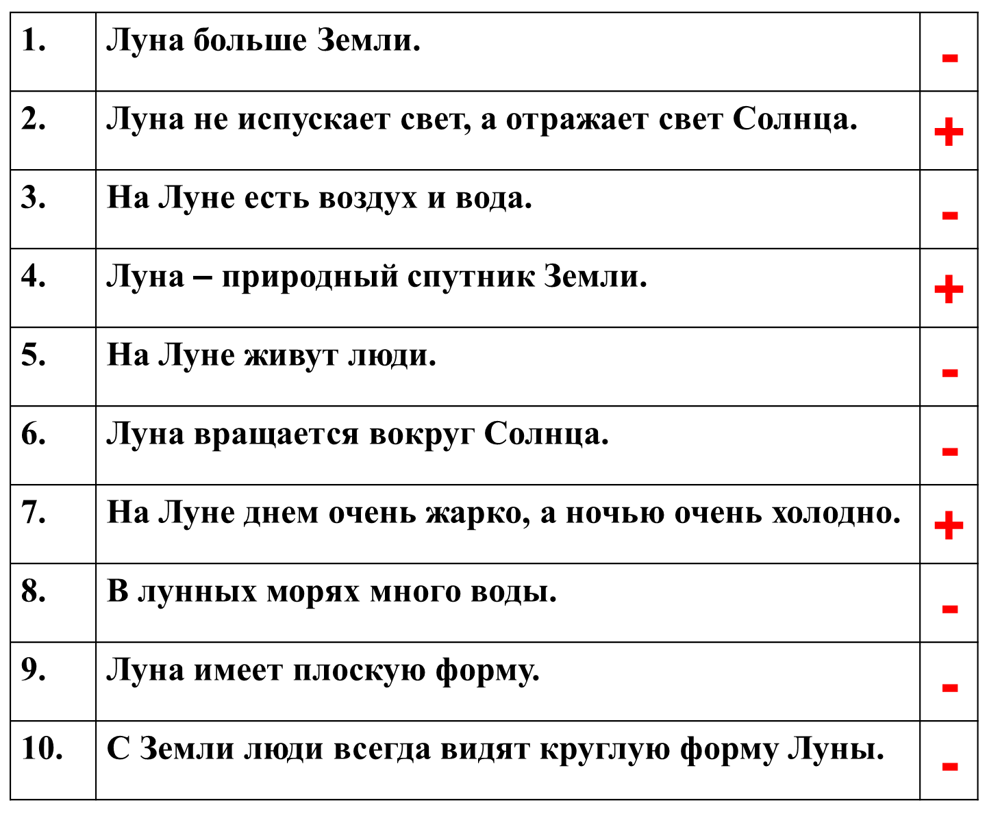 1. Луна больше Земли. -
2. Луна не испускает свет, а отражает свет Солнца. +
3. На Луне есть воздух и вода. -
4. Луна – природный спутник Земли. +
5. На Луне живут люди. -
6. Луна вращается вокруг Солнца. -
7. На Луне днем очень жарко, а ночью очень холодно. +
8. В лунных морях много воды. -
9. Луна имеет плоскую форму. -
10. С Земли люди всегда видят круглую форму Луны. -